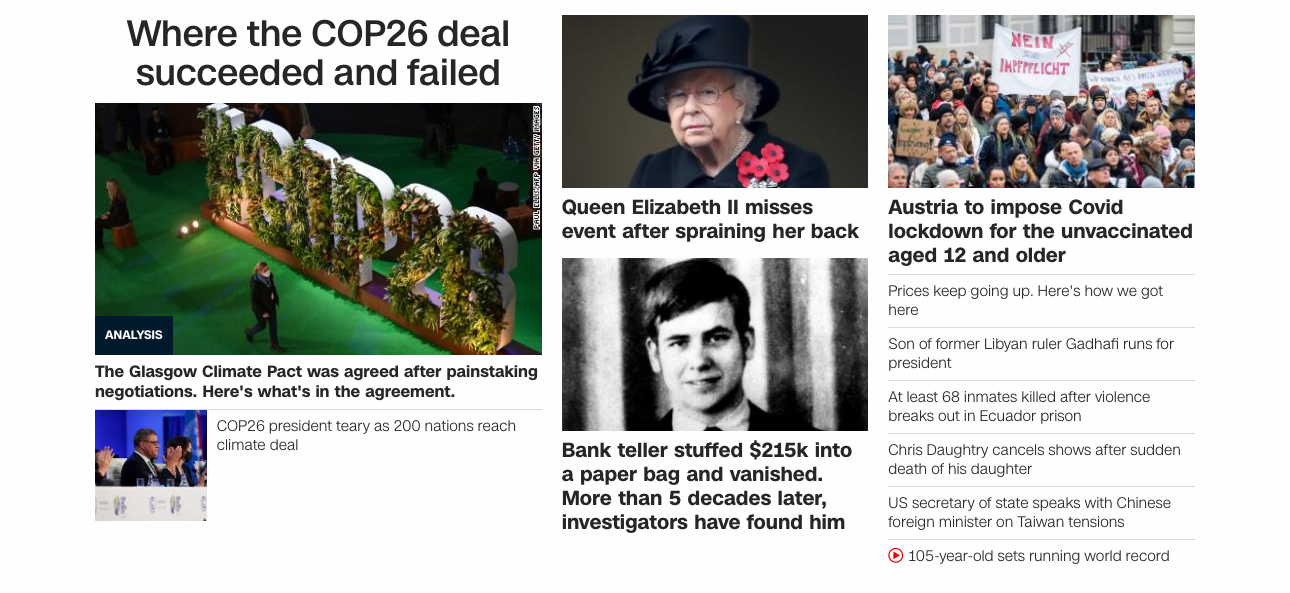 Where the COP26 deal
succeeded and failed
PAUL ELLIS/AFP VIA GETTY IMAGES
ANALYSIS
The Glasgow Climate Pact was agreed after painstaking
negotiations. Here's what's in the agreement.
COP26 president teary as 200 nations reach
climate deal
Queen Elizabeth II misses
event after spraining her back
Bank teller stuffed $215k into
a paper bag and vanished.
More than 5 decades later,
investigators have found him
NEIN
IMPFPFLICHT
Austria to impose Covid
lockdown for the unvaccinated
aged 12 and older
Prices keep going up. Here's how we got
here
Son of former Libyan ruler Gadhafi runs for
president
At least 68 inmates killed after violence
breaks out in Ecuador prison
Chris Daughtry cancels shows after sudden
death of his daughter
US secretary of state speaks with Chinese
foreign minister on Taiwan tensions
105-year-old sets running world record